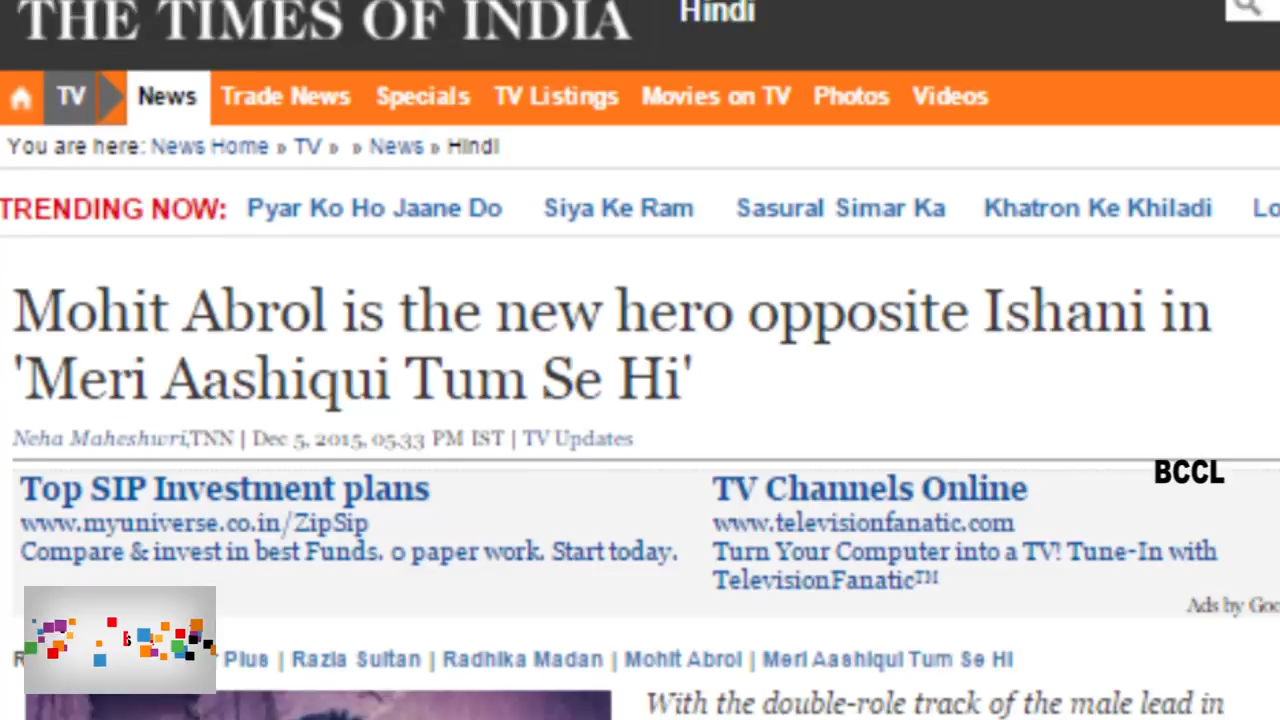 THE TIMES OF INDIA
Hindi
TV News Trade News Specials TV Listings Movies on TV Photos Videos
You are here: News Home » TV » » News » Hindi
TRENDING NOW: Pyar Ko Ho Jaane Do Siya Ke Ram Sasural Simar Ka Khatron Ke Khiladi Lo
Mohit Abrol is the new hero opposite Ishani in
'Meri Aashiqui Tum Se Hi'
Neha Maheshwri,TNN | Dec 5, 2015, 05.33 PM IST | TV Updates
BCCL
Top SIP Investment plans
www.myuniverse.co.in/ZipSip
Compare & invest in best Funds. 0 paper work. Start today.
TV Channels Online
www.televisionfanatic.com
Turn Your Computer into a TV! Tune-In with
TelevisionFanatic™
Ads by Goo
Plus | Razia Sultan | Radhika Madan | Mohit Abrol | Meri Aashiqui Tum Se Hi
With the double-role track of the male lead in